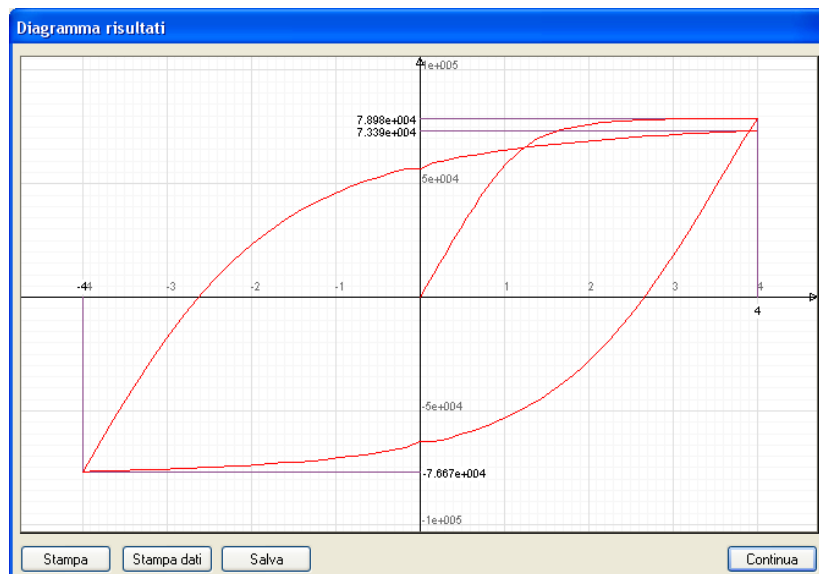 Diagramma risultati
1e+005
7.898e+004
7.339e+004
5e+004
-44 -3 -2 -1 1 2 3 4
4
-5e+004
-7.667e+004
-1e+005
Stampa Stampa dati Salva Continua